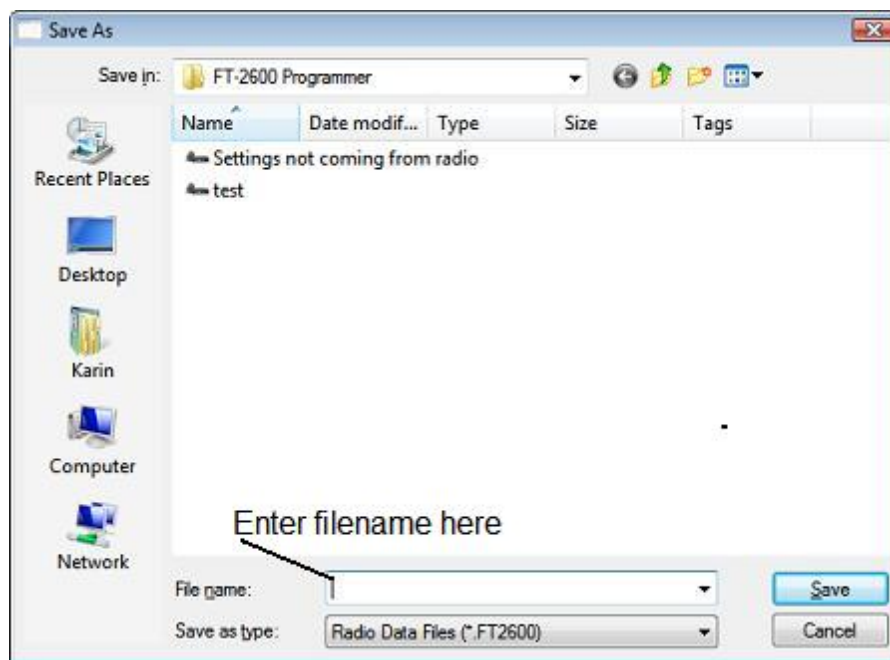 Save As
Save in: FT-2600 Programmer
Name Date modif... Type Size Tags
Settings not coming from radio
test
Recent Places
Desktop
Karin
Computer
Network
Enter filename here
File name:
Save
Save as type: Radio Data Files (*.FT2600)
Cancel